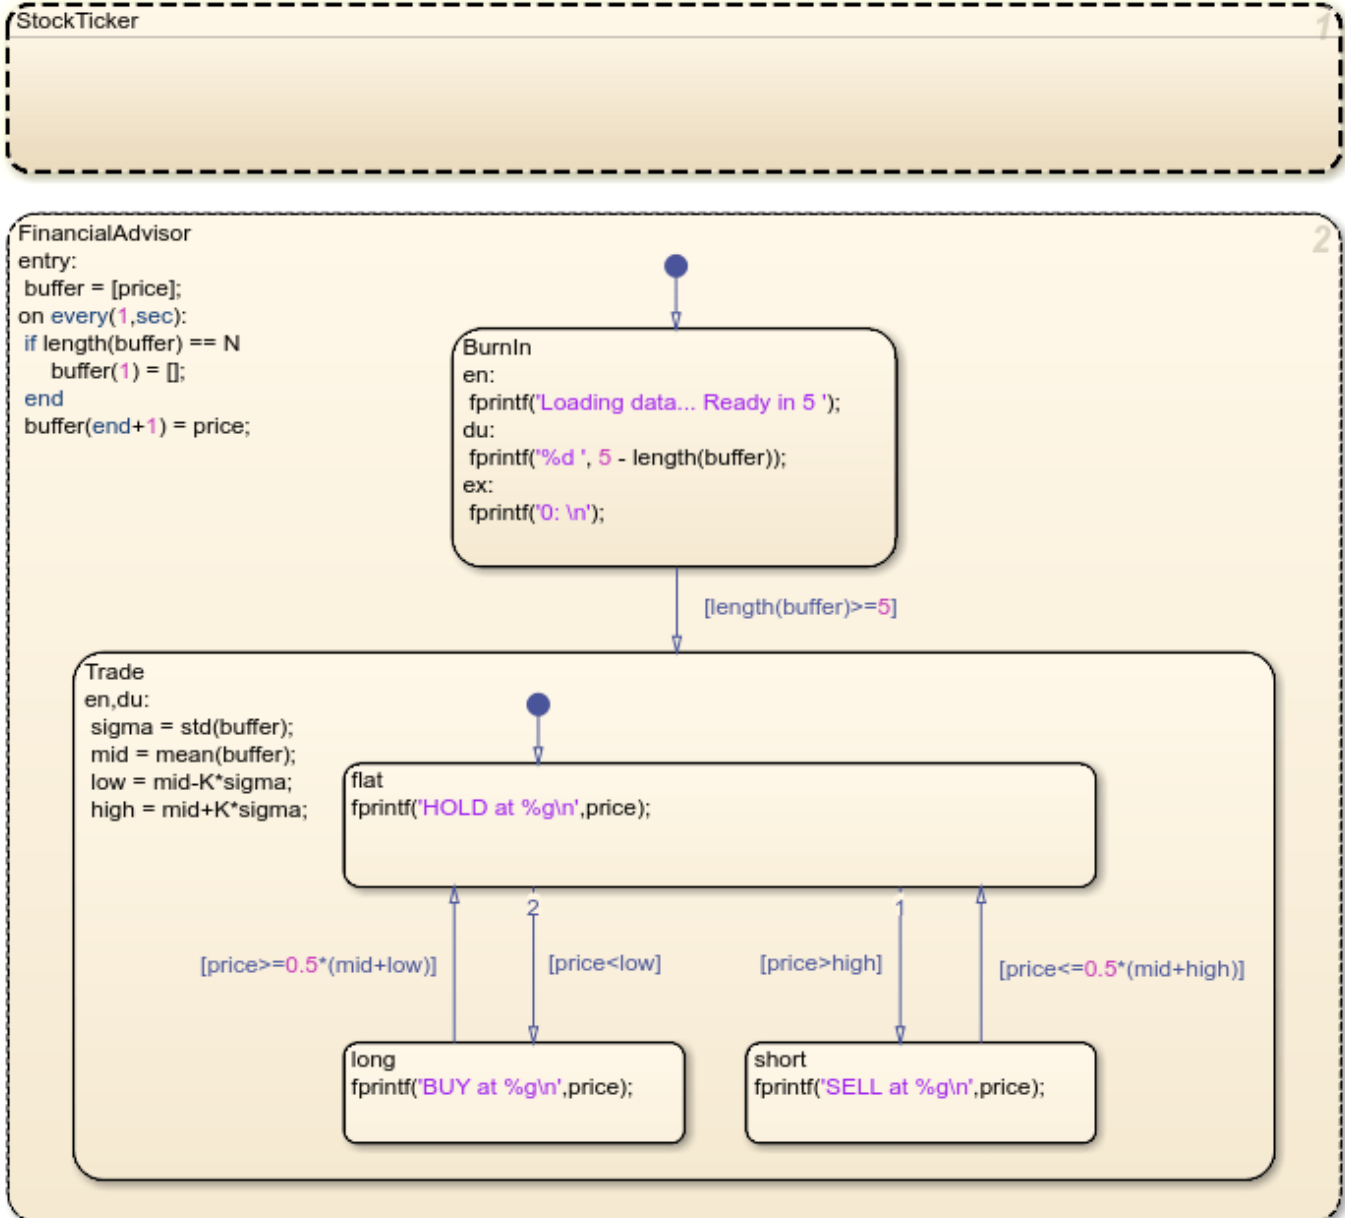 StockTicker
1
FinancialAdvisor
2
entry:
buffer = [price];
on every(1,sec):
if length(buffer) == N
buffer(1) = [];
end
buffer(end+1) = price;
BurnIn
en:
fprintf('Loading data... Ready in 5 ');
du:
fprintf('%d ', 5 - length(buffer));
ex:
fprintf('0: \n');
[length(buffer)>=5]
Trade
en,du:
sigma = std(buffer);
mid = mean(buffer);
low = mid-K*sigma;
high = mid+K*sigma;
flat
fprintf('HOLD at %g\n',price);
2
1
[price>=0.5*(mid+low)]
[price<low]
[price>high]
[price<=0.5*(mid+high)]
long
fprintf('BUY at %g\n',price);
short
fprintf('SELL at %g\n',price);